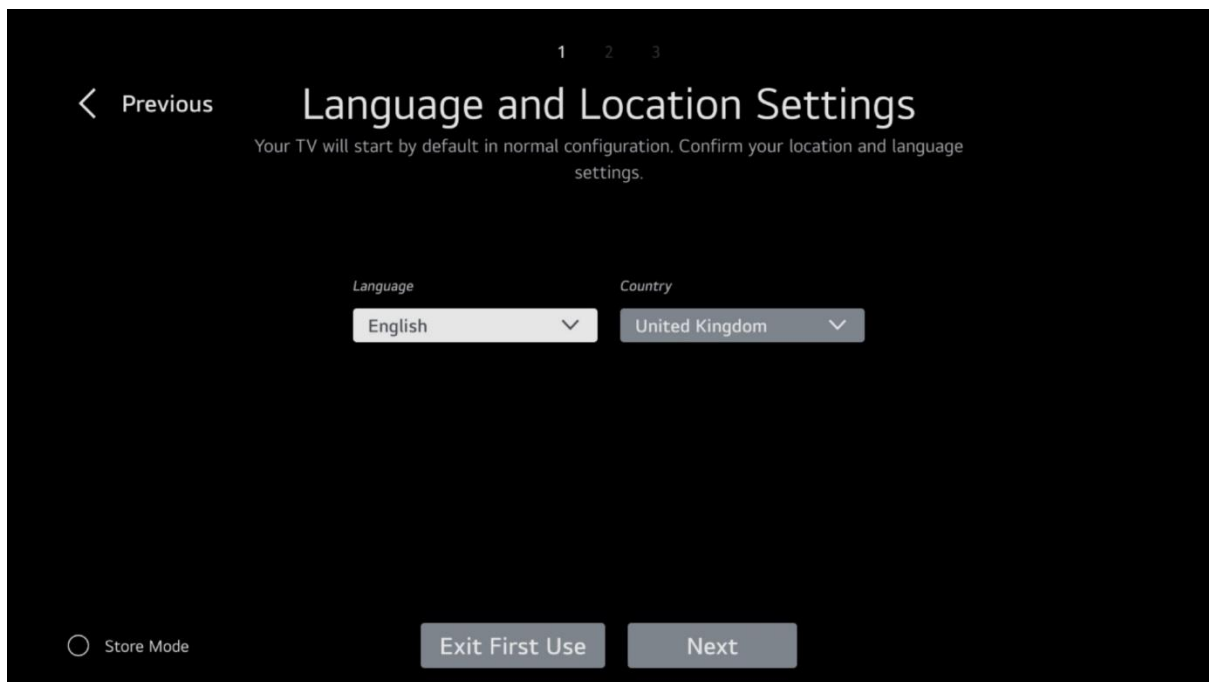 1 2 3
Previous
Language and Location Settings
Your TV will start by default in normal configuration. Confirm your location and language
settings.
Language Country
English United Kingdom
Store Mode Exit First Use Next